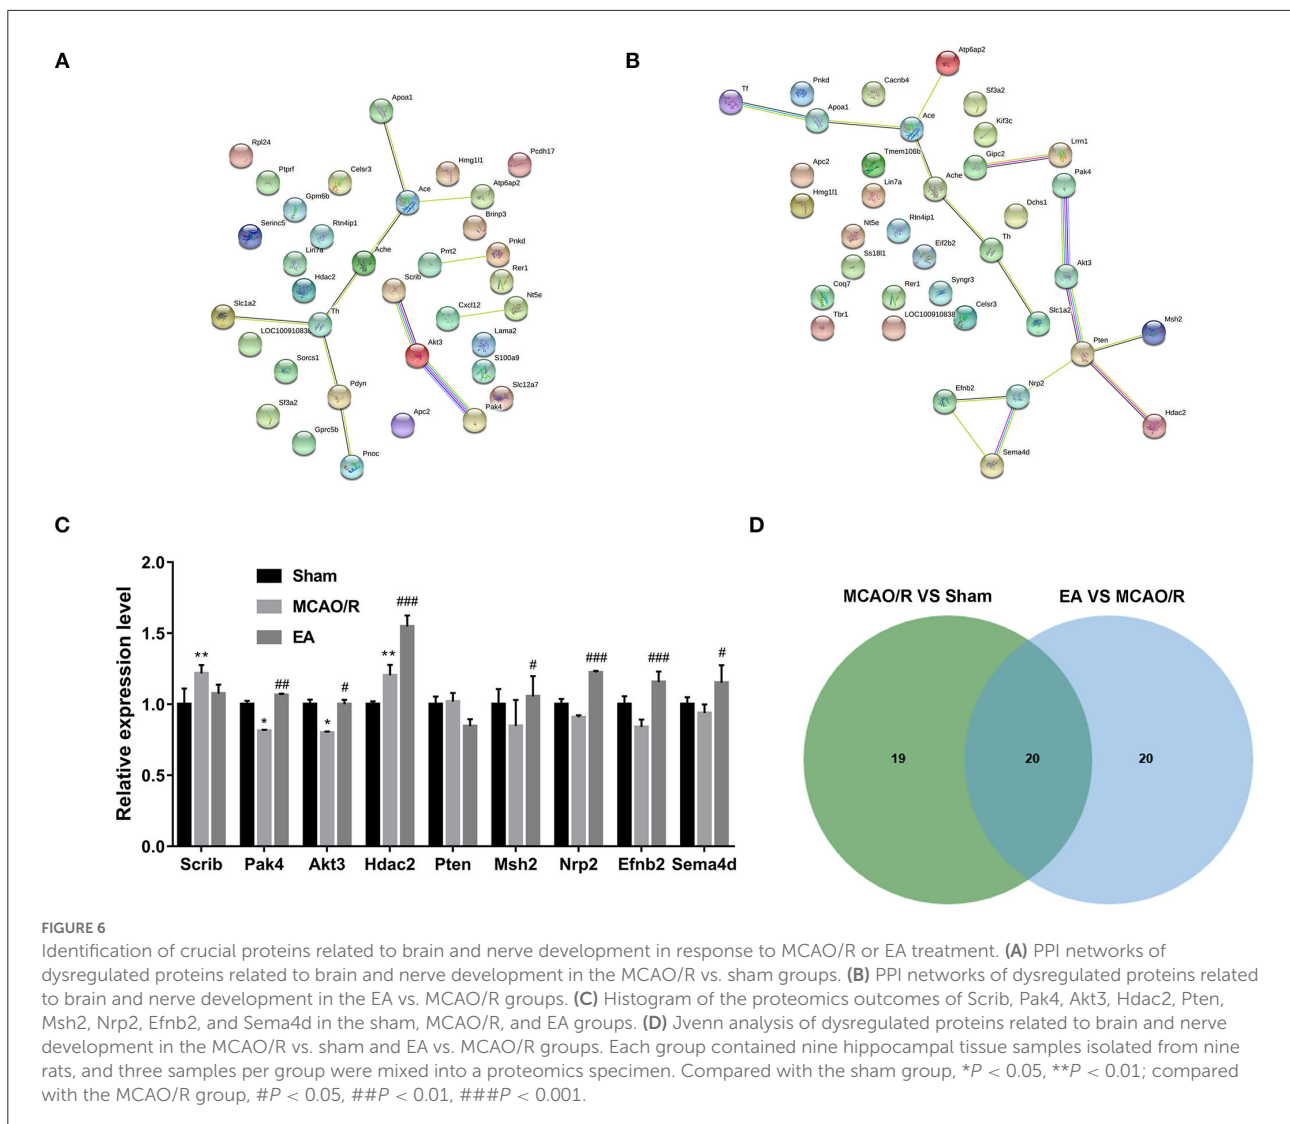 A
Apoa1
Rpl24
Ptprf
Celsr3
Hmg1l1
Pcdh17
Gpm6b
Ace
Atp6ap2
Serinc5
Rtn4ip1
Brinp3
Lin7a
Ache
Prrt2
Pnkd
Hdac2
Scrib
Rer1
Slc1a2
Th
Cxcl12
Nt5e
LOC100910838
Akt3
Lama2
Sorcs1
S100a9
Pdyn
Slc12a7
Sf3a2
Apc2
Pak4
Gprc5b
Pnoc
B
Atp6ap2
Tf
Pnkd
Cacnb4
Sf3a2
Apoa1
Ace
Kif3c
Lrrn1
Apc2
Tmem106b
Gipc2
Pak4
Hmg1l1
Lin7a
Ache
Dchs1
Nt5e
Rtn4ip1
Ss18l1
Eif2b2
Th
Akt3
Coq7
Rer1
Syngr3
Tbr1
LOC100910838
Celsr3
Slc1a2
Pten
Msh2
Efnb2
Nrp2
Hdac2
Sema4d
C
Relative expression level
2.0
1.5
1.0
0.5
0.0
Sham
MCAO/R
EA
**
*
##
*
#
**
###
#
###
###
#
Scrib Pak4 Akt3 Hdac2 Pten Msh2 Nrp2 Efnb2 Sema4d
D
MCAO/R VS Sham EA VS MCAO/R
19 20 20
FIGURE 6
Identification of crucial proteins related to brain and nerve development in response to MCAO/R or EA treatment. (A) PPI networks of
dysregulated proteins related to brain and nerve development in the MCAO/R vs. sham groups. (B) PPI networks of dysregulated proteins related
to brain and nerve development in the EA vs. MCAO/R groups. (C) Histogram of the proteomics outcomes of Scrib, Pak4, Akt3, Hdac2, Pten,
Msh2, Nrp2, Efnb2, and Sema4d in the sham, MCAO/R, and EA groups. (D) Jvenn analysis of dysregulated proteins related to brain and nerve
development in the MCAO/R vs. sham and EA vs. MCAO/R groups. Each group contained nine hippocampal tissue samples isolated from nine
rats, and three samples per group were mixed into a proteomics specimen. Compared with the sham group, *P < 0.05, **P < 0.01; compared
with the MCAO/R group, #P < 0.05, ##P < 0.01, ###P < 0.001.